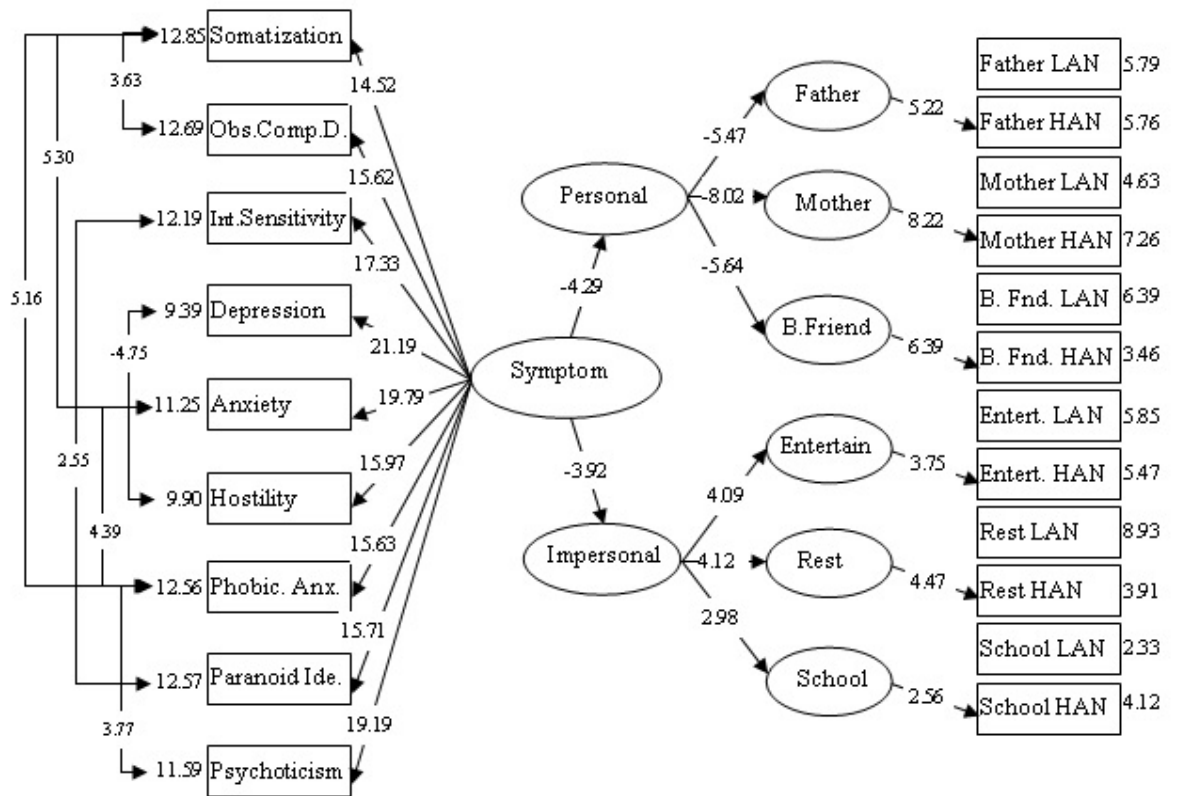 12.85 Somatization
3.63
12.69 Obs.Comp.D.
5.30
12.19 Int.Sensitivity
5.16
9.39 Depression
-4.75
11.25 Anxiety
2.55
9.90 Hostility
4.39
12.56 Phobic. Anx.
12.57 Paranoid Ide.
3.77
11.59 Psychoticism
14.52
15.62
17.33
21.19
19.79
15.97
15.63
15.71
19.19
Symptom
-4.29
-3.92
Personal
Impersonal
-5.47
-8.02
-5.64
4.09
4.12
2.98
Father
Mother
B.Friend
Entertain
Rest
School
5.22
8.22
6.39
3.75
4.47
2.56
Father LAN 5.79
Father HAN 5.76
Mother LAN 4.63
Mother HAN 7.26
B. Fnd. LAN 6.39
B. Fnd. HAN 3.46
Entert. LAN 5.85
Entert. HAN 5.47
Rest LAN 8.93
Rest HAN 3.91
School LAN 2.33
School HAN 4.12